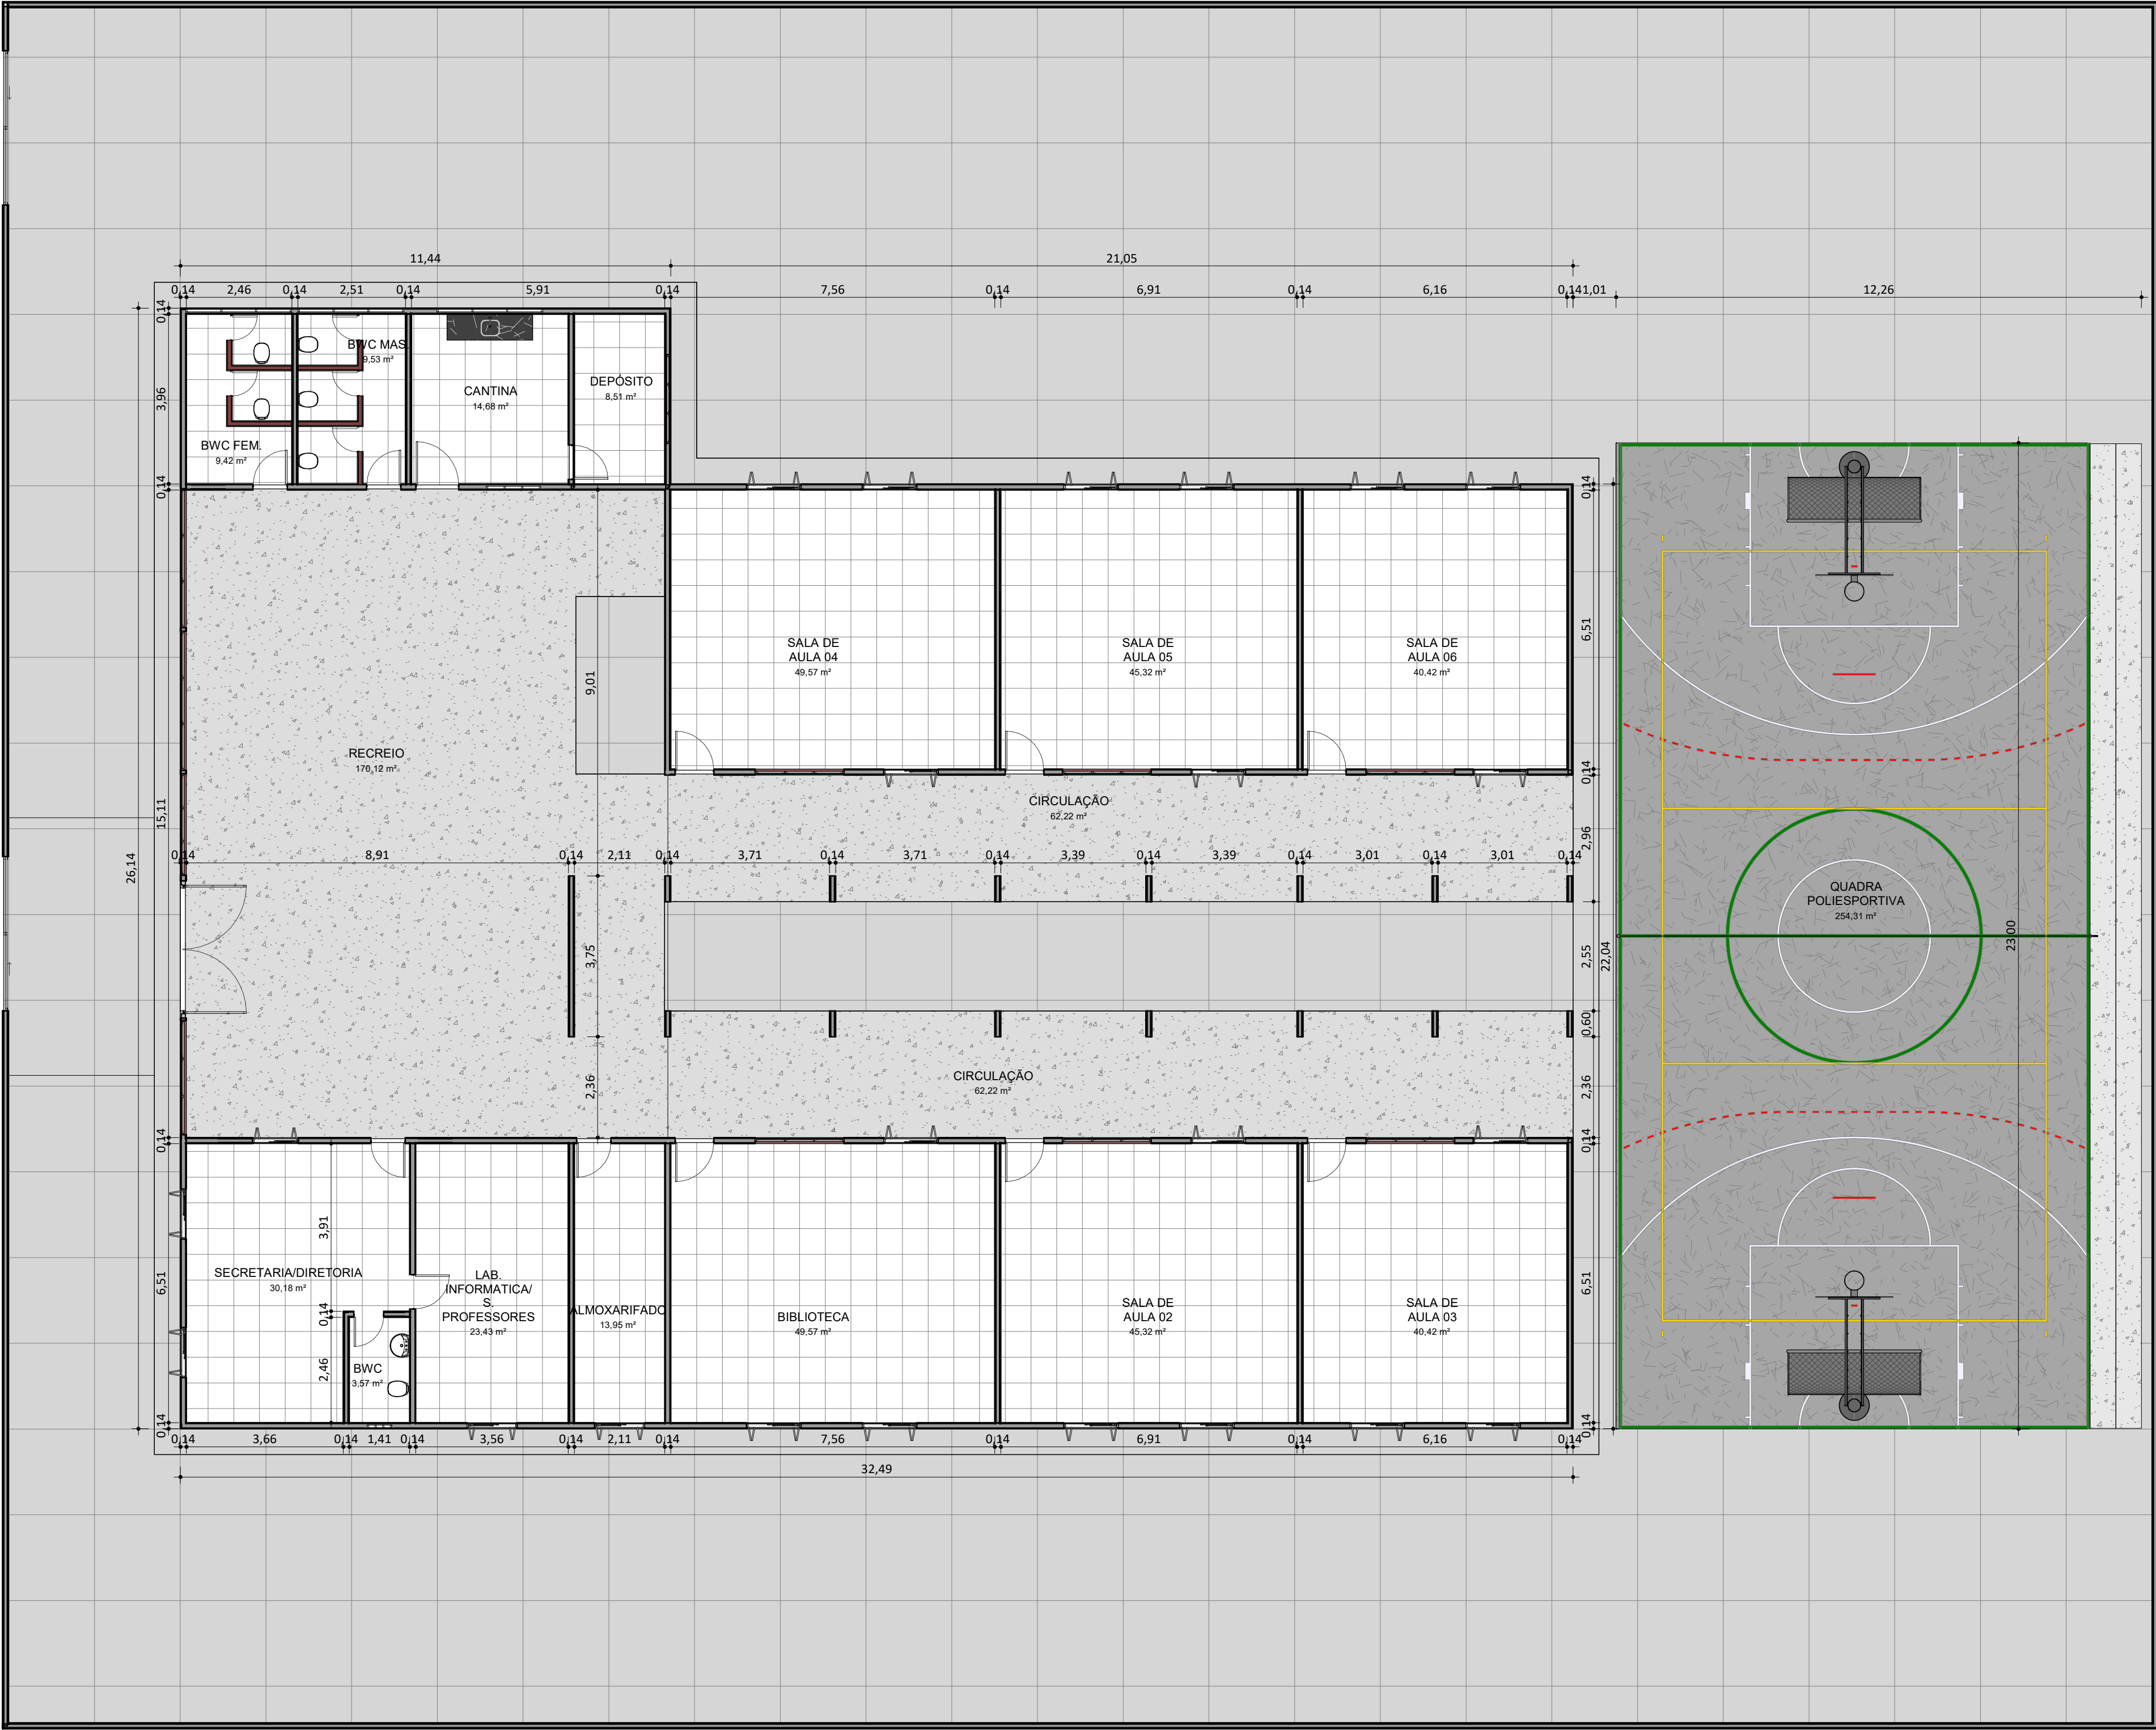 11,44
21,05
0,14
2,46
0,14
2,51
0,14
5,91
0,14
7,56
0,14
6,91
0,14
6,16
0,14
1,01
12,26
0,14
BWC MAS.
9,53 m²
3,96
CANTINA
14,68 m²
DEPÓSITO
8,51 m²
BWC FEM.
9,42 m²
0,14
0,14
SALA DE
AULA 04
49,57 m²
SALA DE
AULA 05
45,32 m²
SALA DE
AULA 06
40,42 m²
6,51
9,01
RECREIO
170,12 m²
0,14
CIRCULAÇÃO
62,22 m²
15,11
26,14
2,96
0,14
8,91
0,14
2,11
0,14
3,71
0,14
3,71
0,14
3,39
0,14
3,39
0,14
3,01
0,14
3,01
0,14
QUADRA
POLIESPORTIVA
254,31 m²
23,00
3,75
2,55
22,04
0,60
CIRCULAÇÃO
62,22 m²
2,36
2,36
0,14
0,14
3,91
SECRETARIA/DIRETORIA
30,18 m²
LAB.
INFORMATICA/
S.
PROFESSORES
23,43 m²
6,51
6,51
0,14
ALMOXARIFADO
13,95 m²
BIBLIOTECA
49,57 m²
SALA DE
AULA 02
45,32 m²
SALA DE
AULA 03
40,42 m²
2,46
BWC
3,57 m²
0,14
0,14
0,14
3,66
0,14
1,41
0,14
3,56
0,14
2,11
0,14
7,56
0,14
6,91
0,14
6,16
0,14
32,49